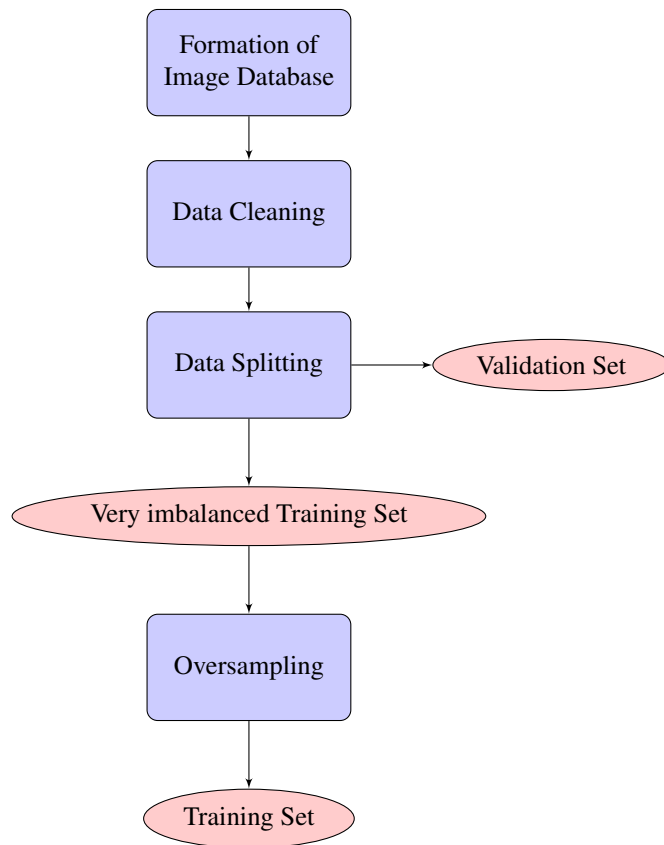 Formation of
Image Database
Data Cleaning
Data Splitting
Validation Set
Very imbalanced Training Set
Oversampling
Training Set